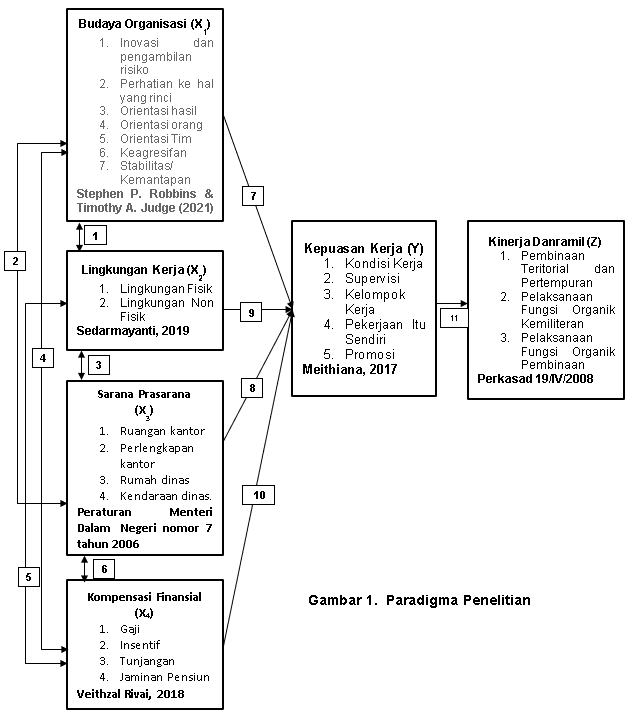 Budaya Organisasi (X1)
1. Inovasi dan
pengambilan
risiko
2. Perhatian ke hal
yang rinci
3. Orientasi hasil
4. Orientasi orang
5. Orientasi Tim
6. Keagresifan
7. Stabilitas/
Kemantapan
Stephen P. Robbins &
Timothy A. Judge (2021)
1
Lingkungan Kerja (X2)
1. Lingkungan Fisik
2. Lingkungan Non
Fisik
Sedarmayanti, 2019
3
Sarana Prasarana
(X3)
1. Ruangan kantor
2. Perlengkapan
kantor
3. Rumah dinas
4. Kendaraan dinas.
Peraturan Menteri
Dalam Negeri nomor 7
tahun 2006
6
Kompensasi Finansial
(X4)
1. Gaji
2. Insentif
3. Tunjangan
4. Jaminan Pensiun
Veithzal Rivai, 2018
2
4
5
7
9
8
10
Kepuasan Kerja (Y)
1. Kondisi Kerja
2. Supervisi
3. Kelompok
Kerja
4. Pekerjaan Itu
Sendiri
5. Promosi
Meithiana, 2017
11
Kinerja Danramil (Z)
1. Pembinaan
Teritorial dan
Pertempuran
2. Pelaksanaan
Fungsi Organik
Kemiliteran
3. Pelaksanaan
Fungsi Organik
Pembinaan
Perkasad 19/IV/2008
Gambar 1. Paradigma Penelitian